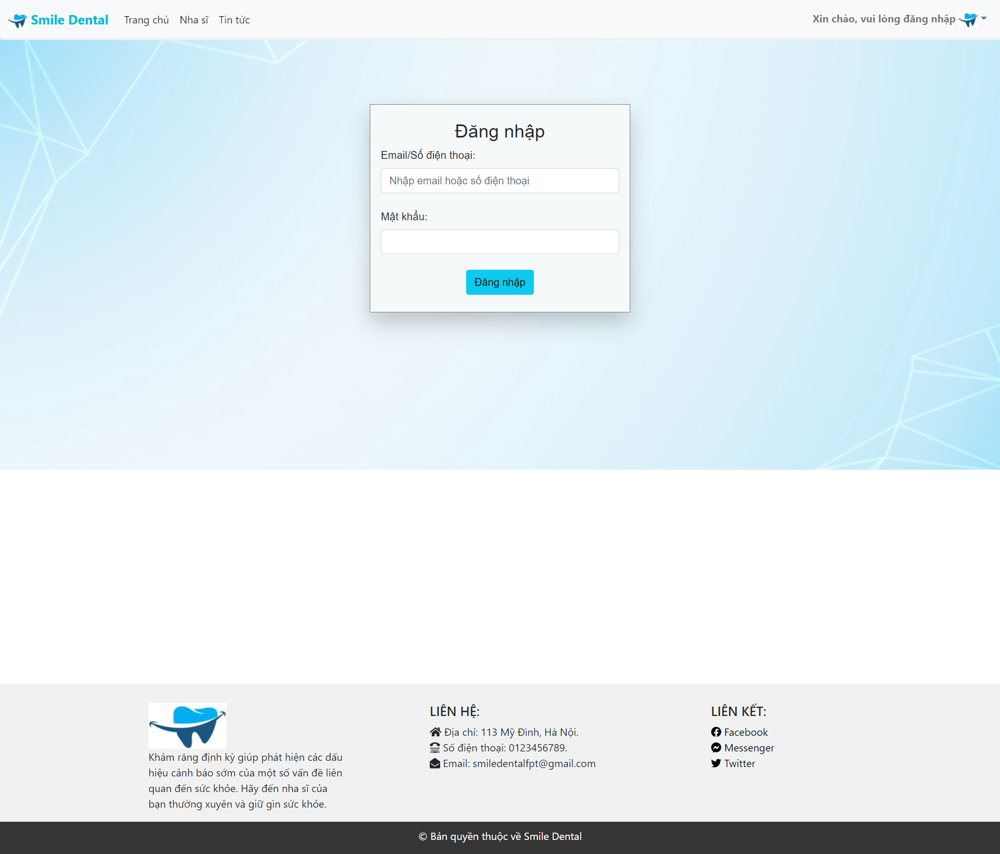 Smile Dental
Trang chủ
Nha sĩ
Tin tức
Xin chào, vui lòng đăng nhập
Đăng nhập
Email/Số điện thoại:
Nhập email hoặc số điện thoại
Mật khẩu:
Đăng nhập
Khám răng định kỳ giúp phát hiện các dấu
hiệu cảnh báo sớm của một số vấn đề liên
quan đến sức khỏe. Hãy đến nha sĩ của
bạn thường xuyên và giữ gìn sức khỏe.
LIÊN HỆ:
Địa chỉ: 113 Mỹ Đình, Hà Nội.
Số điện thoại: 0123456789.
Email: smiledentalfpt@gmail.com
LIÊN KẾT:
Facebook
Messenger
Twitter
© Bản quyền thuộc về Smile Dental